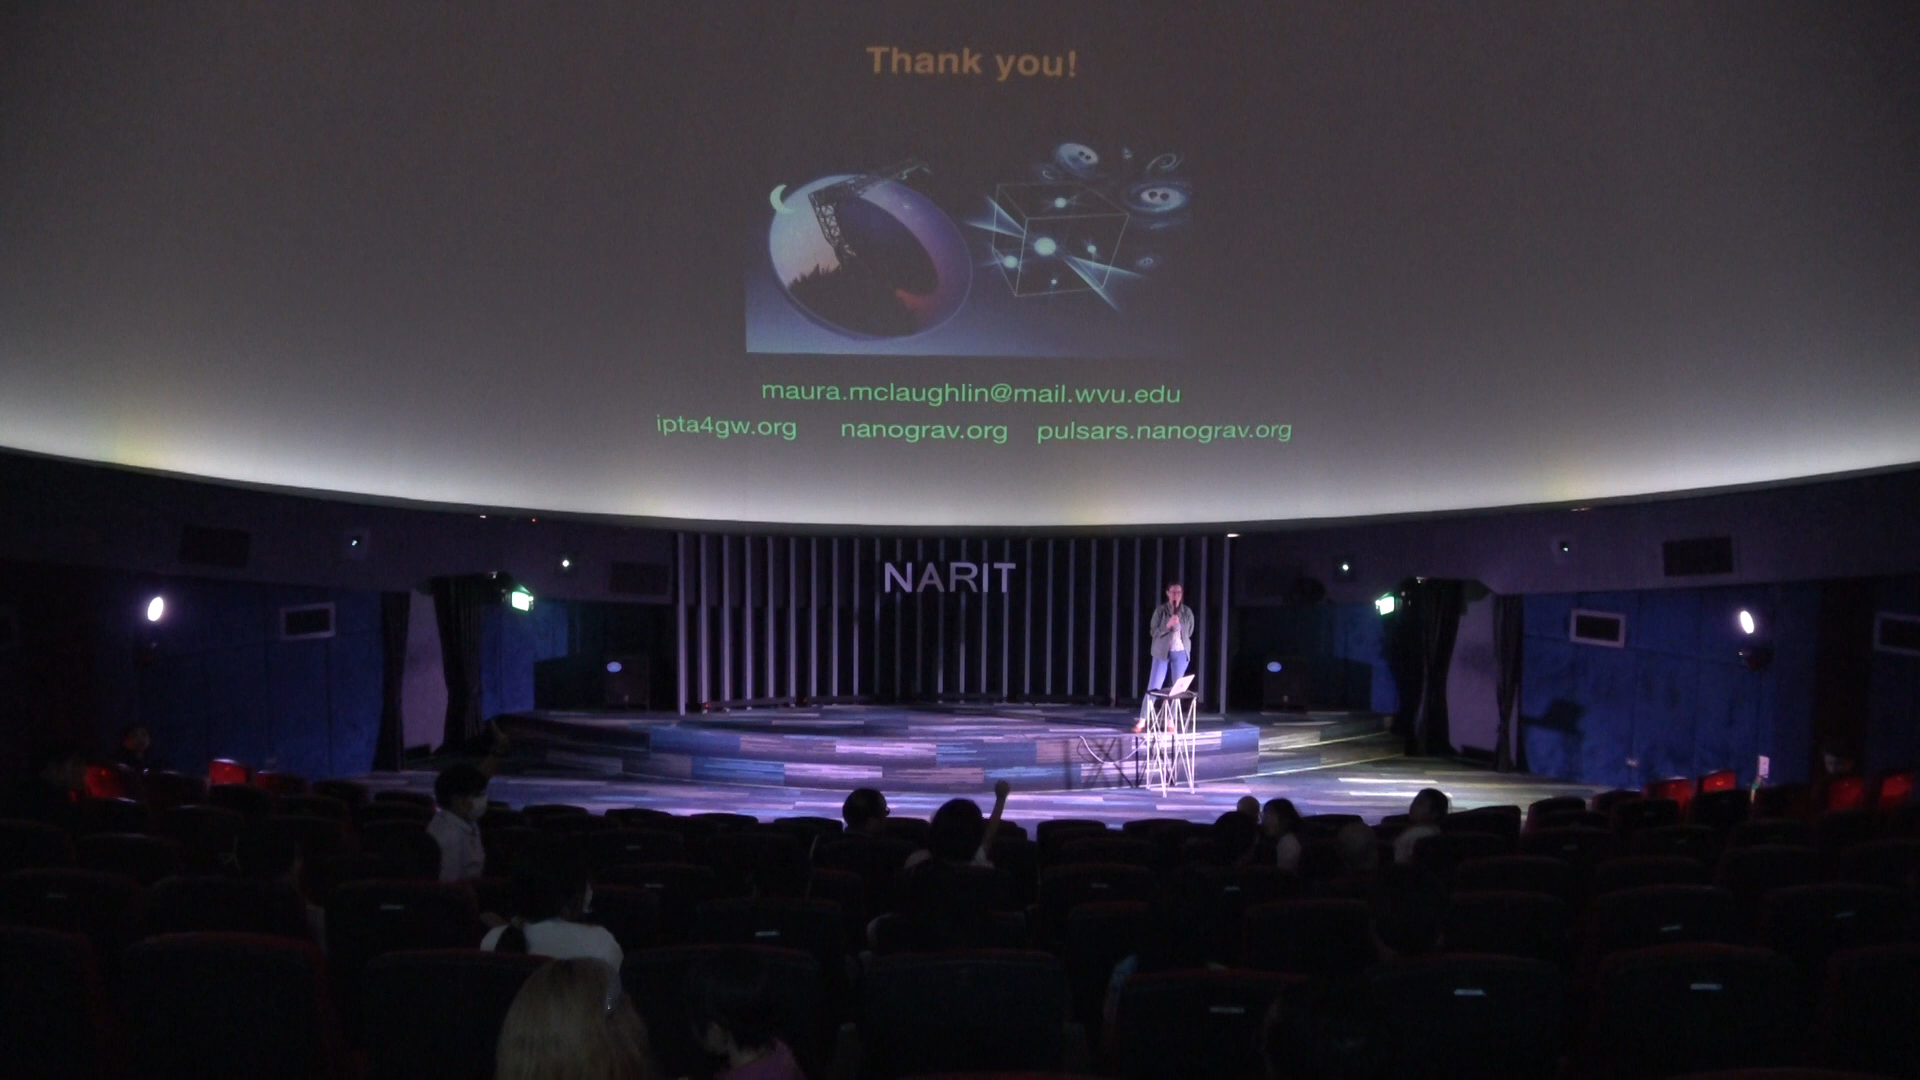 Thank you!
maura.mclaughlin@mail.wvu.edu
ipta4gw.org nanograv.org pulsars.nanograv.org
NARIT